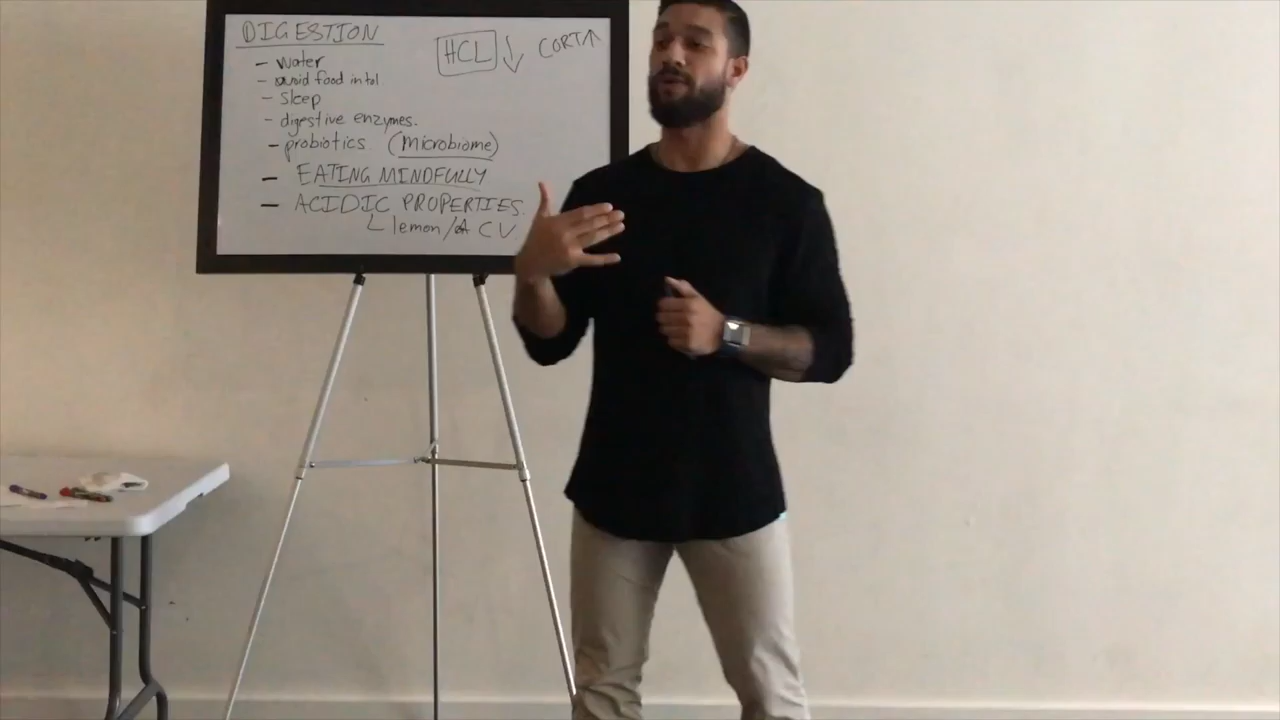 DIGESTION
HCL ↓ CORT↑
- water
- avoid food intol
- sleep
- digestive enzymes.
- probiotics. (Microbiome)
- EATING MINDFULLY
- ACIDIC PROPERTIES.
lemon/ACV